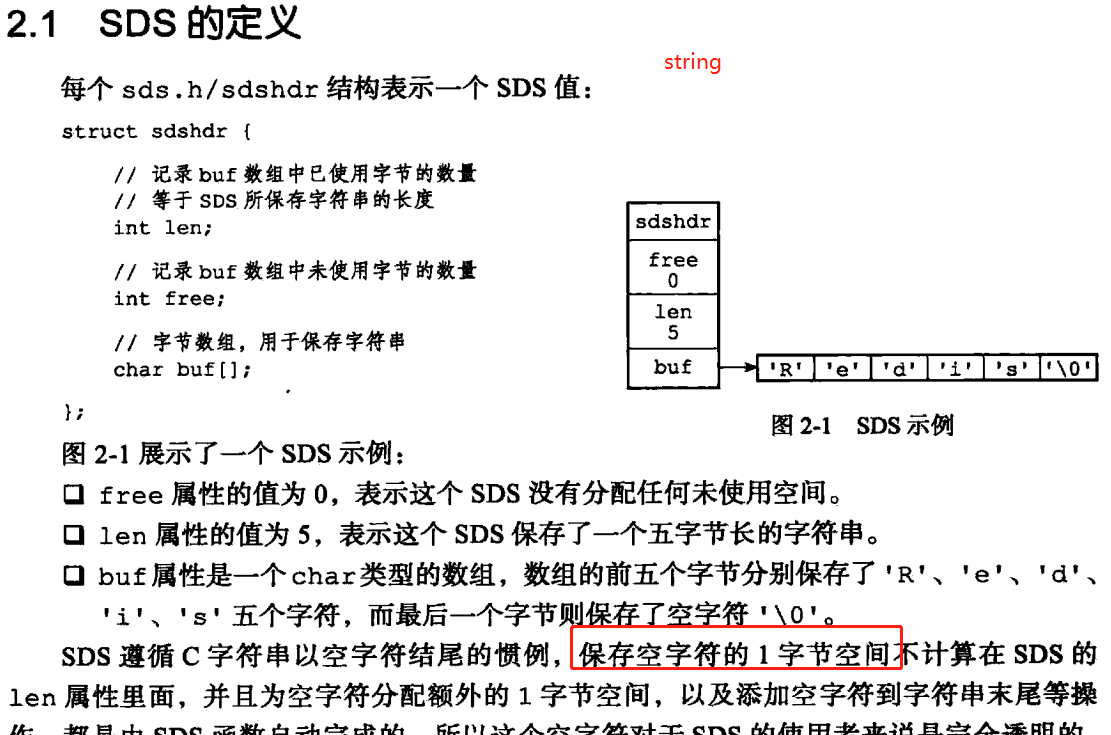 2.1 SDS 的定义
string
每个 sds.h/sdshdr 结构表示一个 SDS 值：
struct sdshdr {
// 记录 buf 数组中已使用字节的数量
// 等于 SDS 所保存字符串的长度
int len;
// 记录 buf 数组中未使用字节的数量
int free;
// 字节数组，用于保存字符串
char buf[];
};
sdshdr
free
0
len
5
buf
'R' 'e' 'd' 'i' 's' '\0'
图 2-1 SDS 示例
图 2-1 展示了一个 SDS 示例：
❑ free 属性的值为 0，表示这个 SDS 没有分配任何未使用空间。
❑ len 属性的值为 5，表示这个 SDS 保存了一个五字节长的字符串。
❑ buf 属性是一个 char 类型的数组，数组的前五个字节分别保存了 'R'、'e'、'd'、
'i'、's' 五个字符，而最后一个字节则保存了空字符 '\0'。
SDS 遵循 C 字符串以空字符结尾的惯例，保存空字符的 1 字节空间不计算在 SDS 的
len 属性里面，并且为空字符分配额外的 1 字节空间，以及添加空字符到字符串末尾等操
作，都是由 SDS 函数自动完成的，所以这个空字符对于 SDS 的使用者来说是完全透明的。